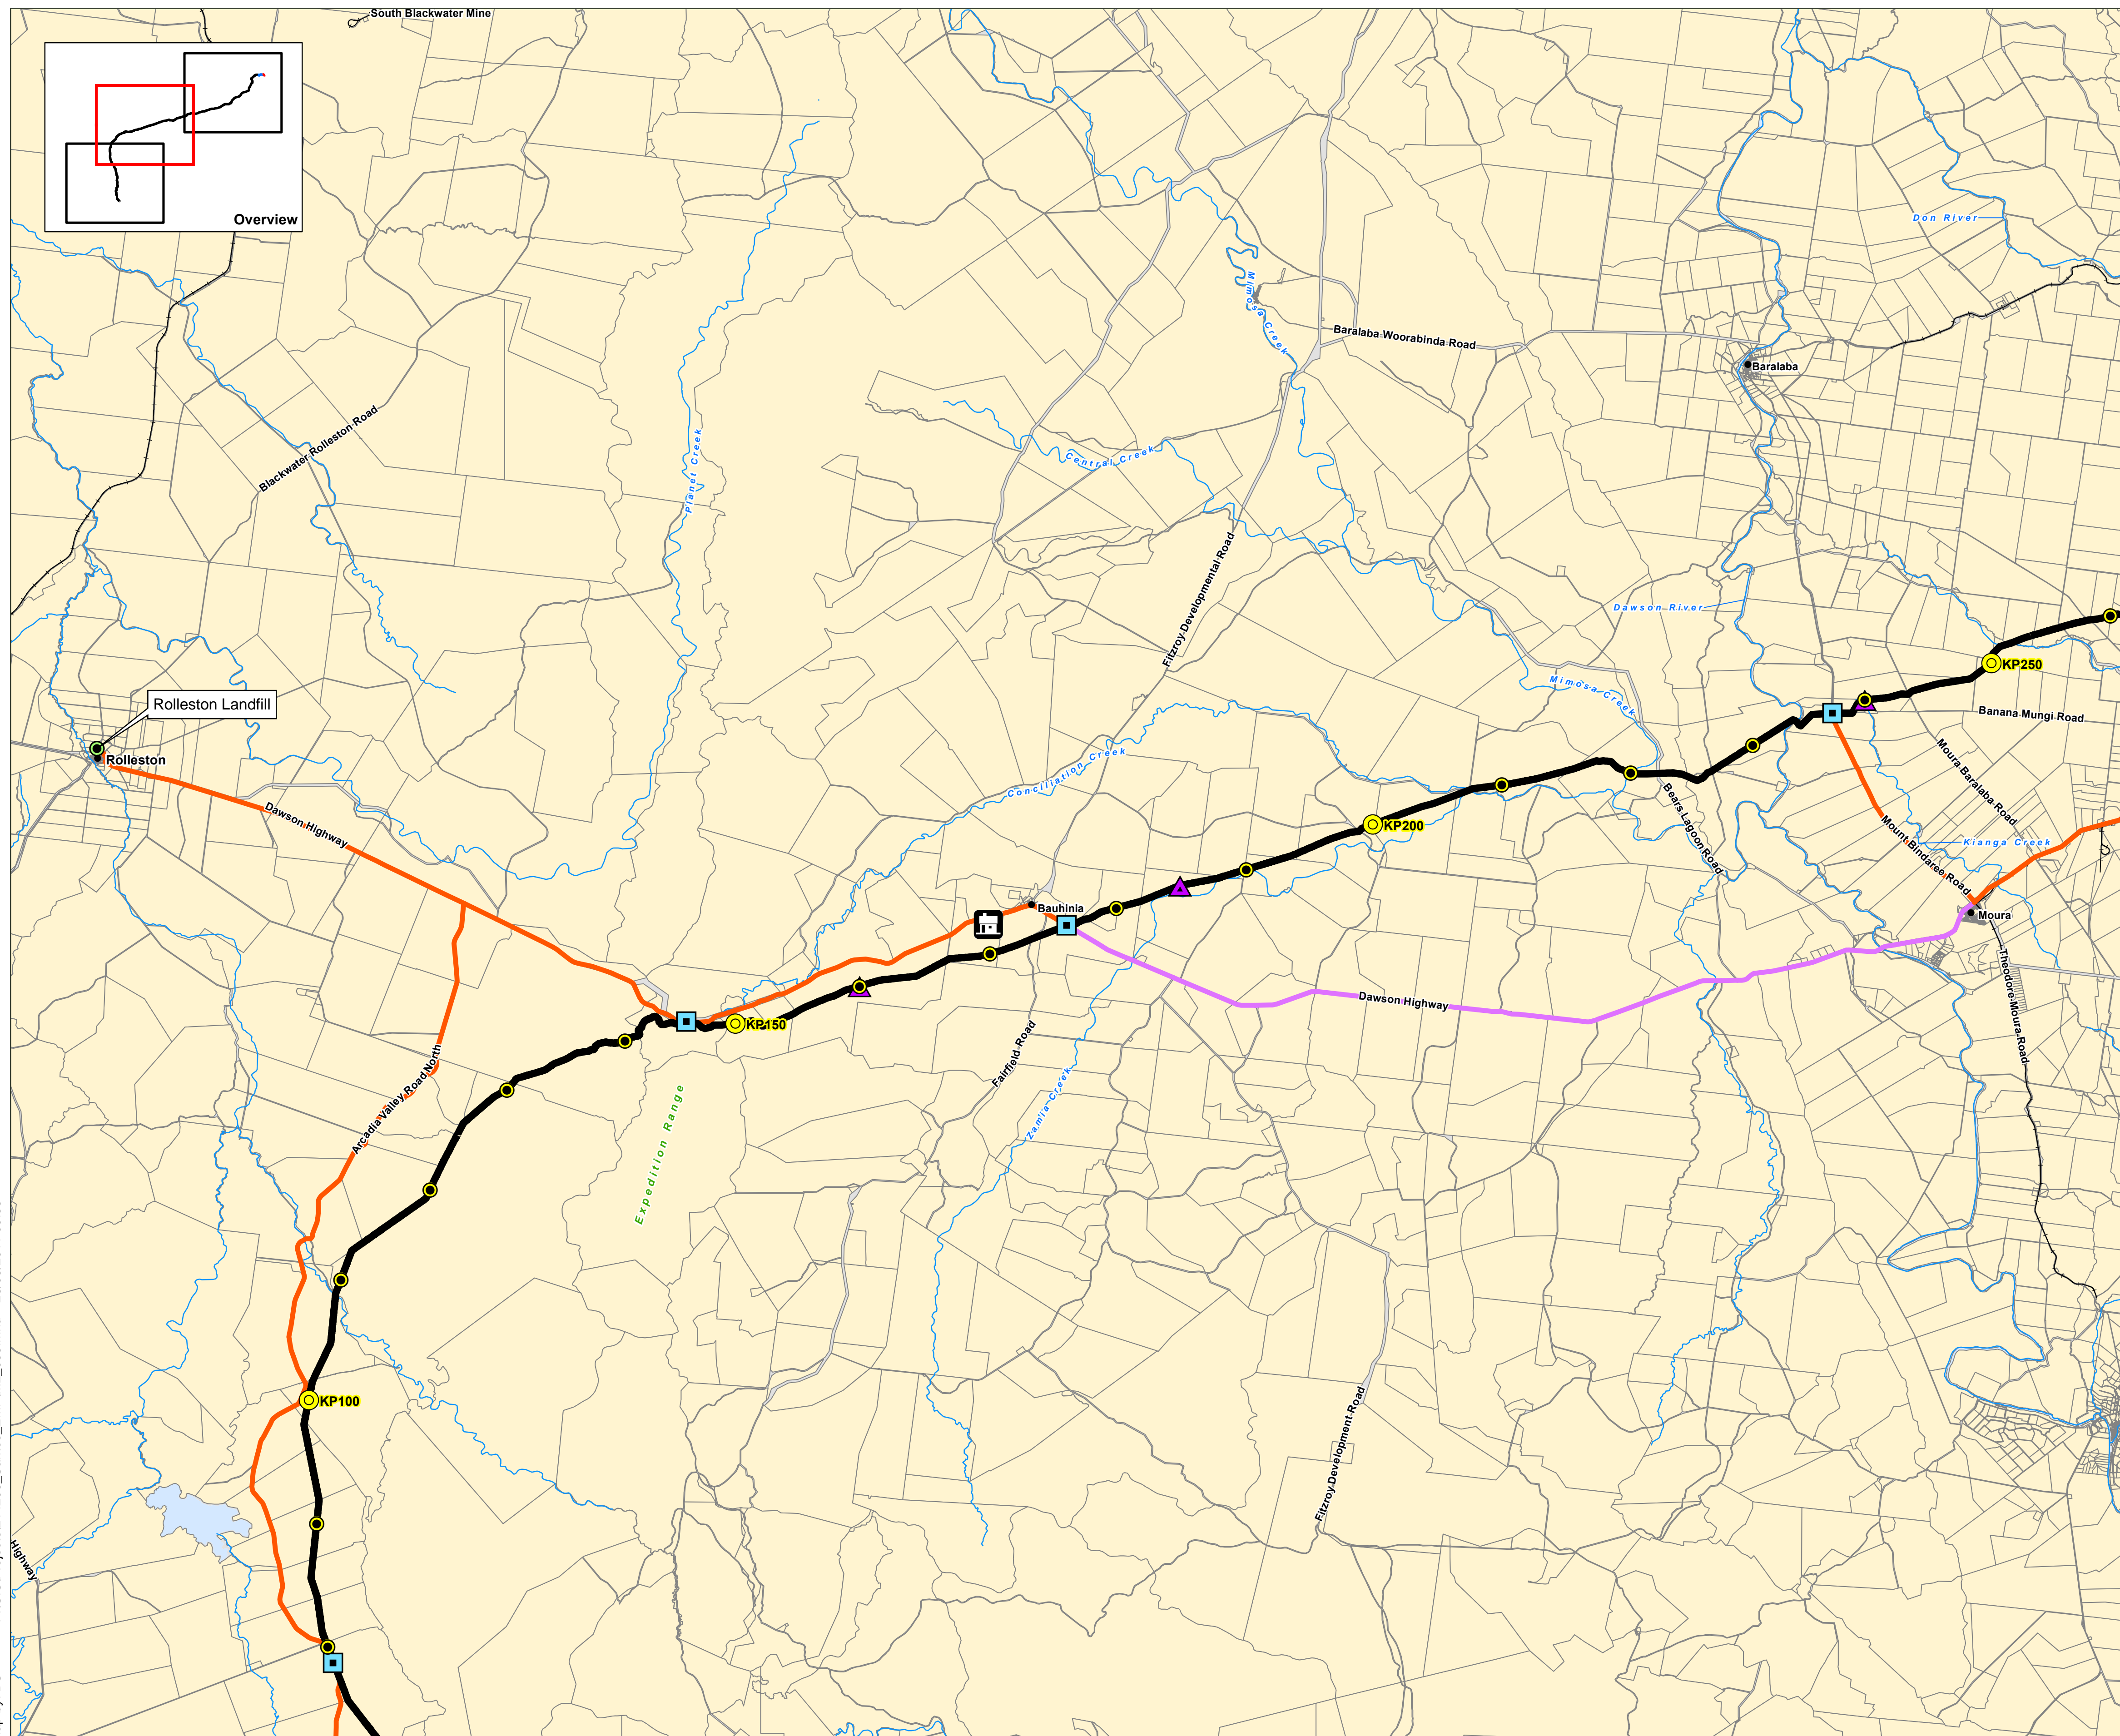 South Blackwater Mine
Overview
Don River
Mimosa Creek
Baralaba Woorabinda Road
Baralaba
Blackwater Rolleston Road
Planet Creek
Central Creek
Fitzroy Developmental Road
Dawson River
KP250
Mimosa Creek
Rolleston Landfill
Banana Mungi Road
Rolleston
Moura Baralaba Road
Conciliation Creek
Dawson Highway
KP200
Bears Lagoon Road
Mount Bindaree Road
Kianga Creek
Bauhinia
Moura
Dawson Highway
KP150
Theodore Moura Road
Fairfield Road
Arcadia Valley Road North
Zamia Creek
Expedition Range
KP100
Fitzroy Development Road
Highway